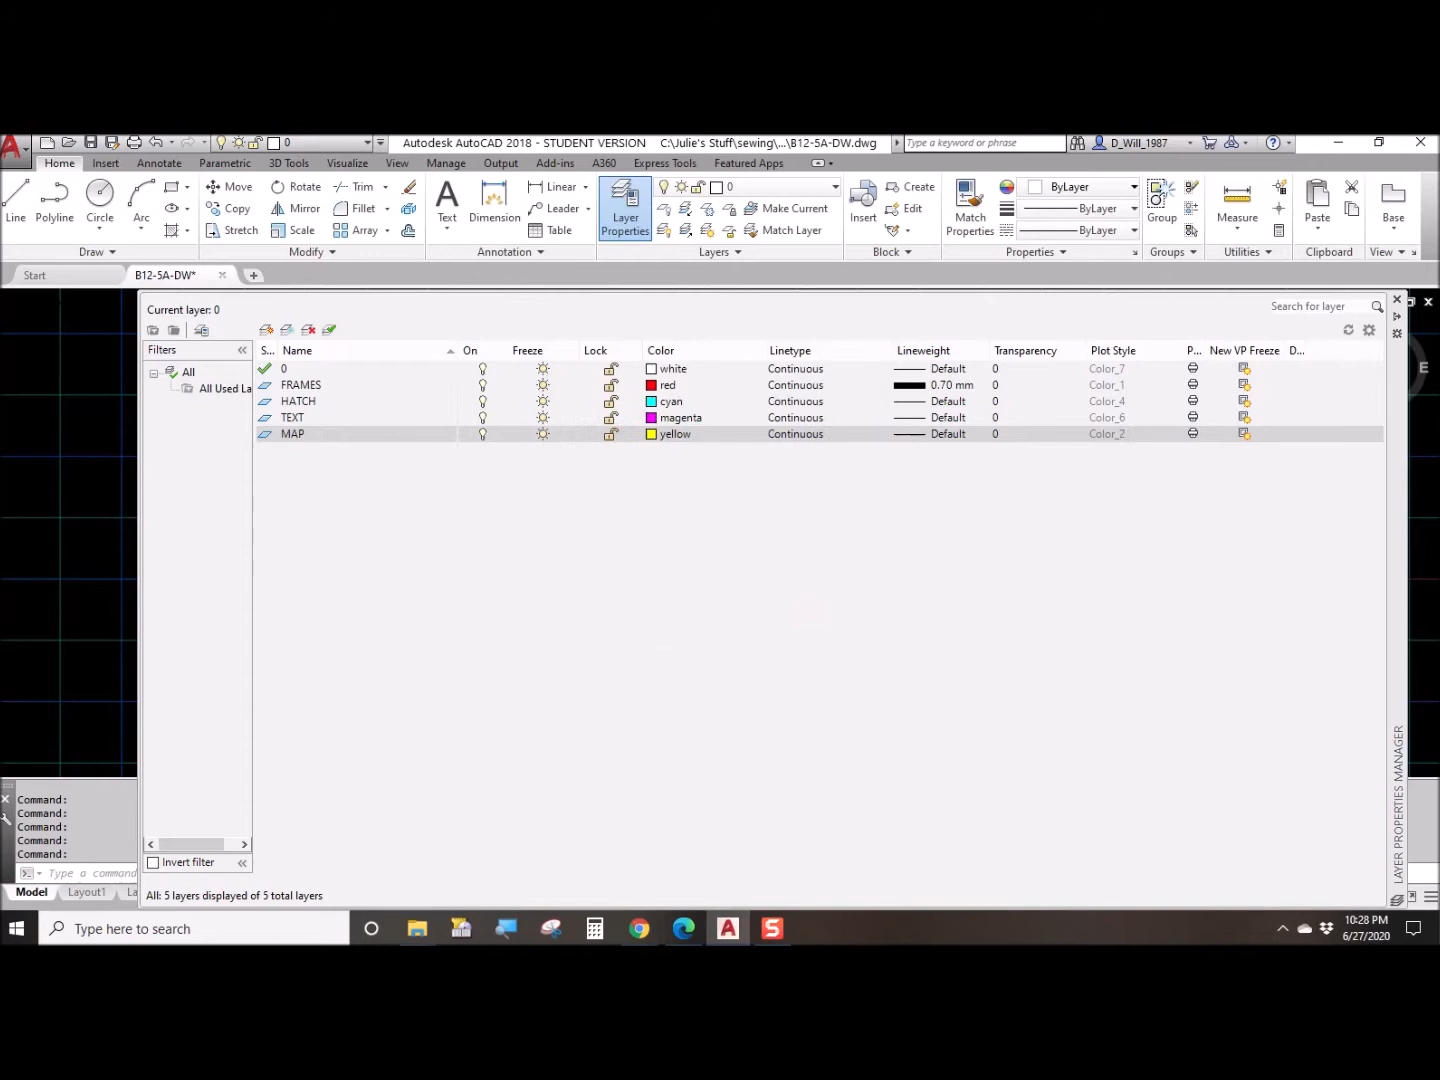 0 Autodesk AutoCAD 2018 - STUDENT VERSION C:\Julie's Stuff\sewing\...\B12-5A-DW.dwg Type a keyword or phrase D_Will_1987
Home Insert Annotate Parametric 3D Tools Visualize View Manage Output Add-ins A360 Express Tools Featured Apps
Move Rotate Trim Linear 0 Create ByLayer
Line Polyline Circle Arc Copy Mirror Fillet Text Dimension Leader Layer Properties Make Current Insert Edit Match Properties ByLayer Group Measure Paste Base
Stretch Scale Array Table Match Layer ByLayer
Draw Modify Annotation Layers Block Properties Groups Utilities Clipboard View
Start B12-5A-DW*
Current layer: 0 Search for layer
Filters S... Name On Freeze Lock Color Linetype Lineweight Transparency Plot Style P... New VP Freeze D...
All 0 white Continuous Default 0 Color_7
All Used La FRAMES red Continuous 0.70 mm 0 Color_1
HATCH cyan Continuous Default 0 Color_4
TEXT magenta Continuous Default 0 Color_6
MAP yellow Continuous Default 0 Color_2
E
LAYER PROPERTIES MANAGER
Command:
Command:
Command:
Command:
Command:
Invert filter
Type a command
Model Layout1 La
All: 5 layers displayed of 5 total layers
Type here to search
10:28 PM
6/27/2020